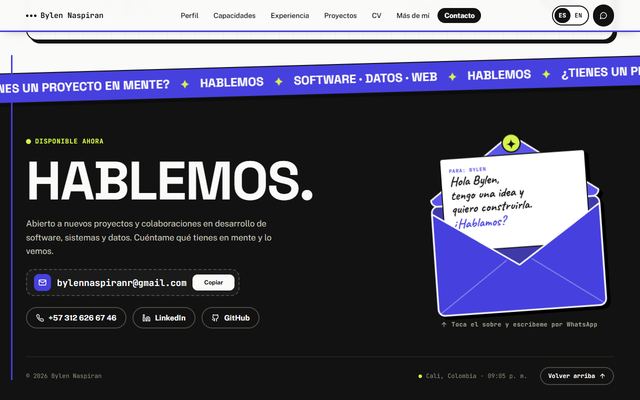 Bylen Naspiran
Perfil
Capacidades
Experiencia
Proyectos
CV
Más de mí
Contacto
ES
EN
NES UN PROYECTO EN MENTE? ✦ HABLEMOS ✦ SOFTWARE · DATOS · WEB ✦ HABLEMOS ✦ ¿TIENES UN PR
DISPONIBLE AHORA
HABLEMOS.
Abierto a nuevos proyectos y colaboraciones en desarrollo de
software, sistemas y datos. Cuéntame qué tienes en mente y lo
vemos.
bylennaspiranr@gmail.com
Copiar
+57 312 626 67 46
LinkedIn
GitHub
PARA: BYLEN
Hola Bylen,
tengo una idea y
quiero construirla.
¿Hablamos?
↑ Toca el sobre y escríbeme por WhatsApp
© 2026 Bylen Naspiran
Cali, Colombia · 09:05 p. m.
Volver arriba ↑